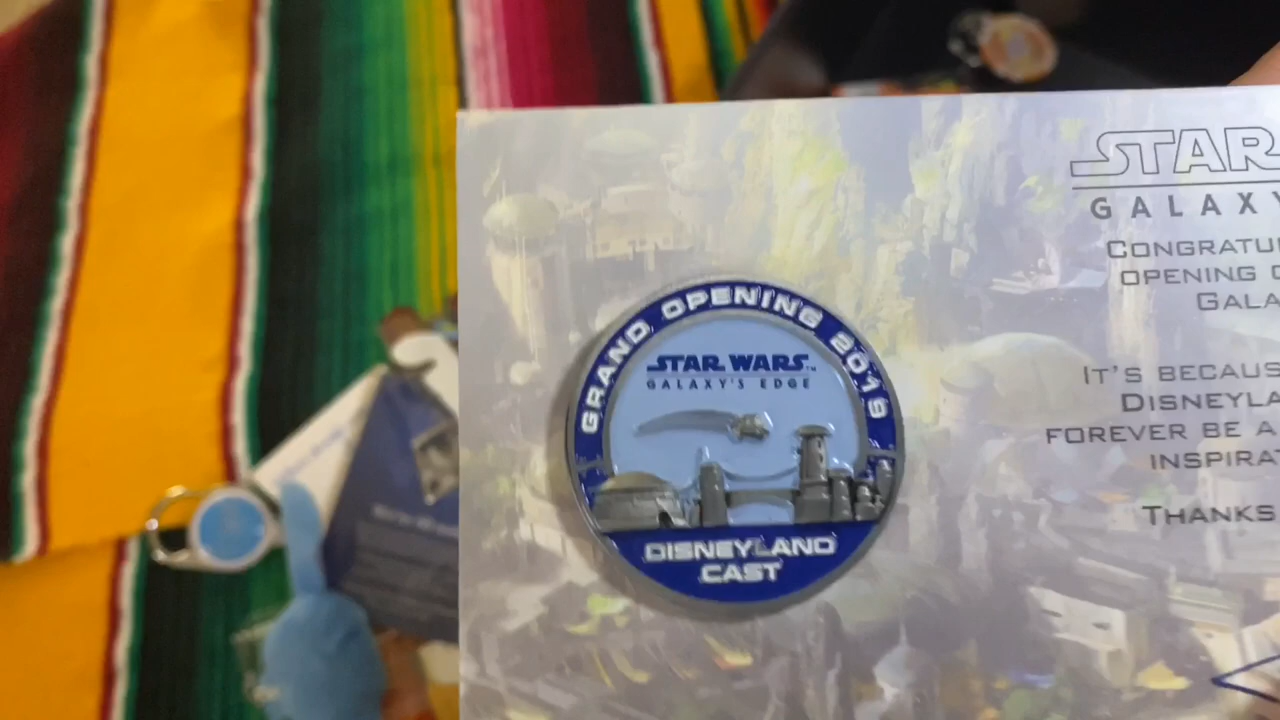 GRAND OPENING 2019
STAR WARS™
GALAXY'S EDGE
DISNEYLAND
CAST
STAR
GALAXY
CONGRATU
OPENING
GALA
IT'S BECAUS
DISNEYLA
FOREVER BE A
INSPIRAT
THANKS